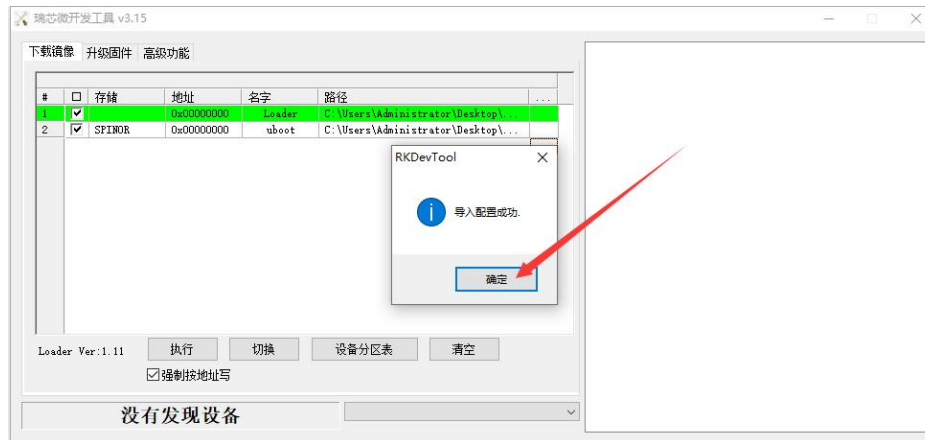 瑞芯微开发工具 v3.15
下载镜像 升级固件 高级功能
# 存储 地址 名字 路径 ...
1 0x00000000 Loader C:\Users\Administrator\Desktop\...
2 SPINOR 0x00000000 uboot C:\Users\Administrator\Desktop\...
RKDevTool
导入配置成功.
确定
Loader Ver:1.11 执行 切换 设备分区表 清空
强制按地址写
没有发现设备